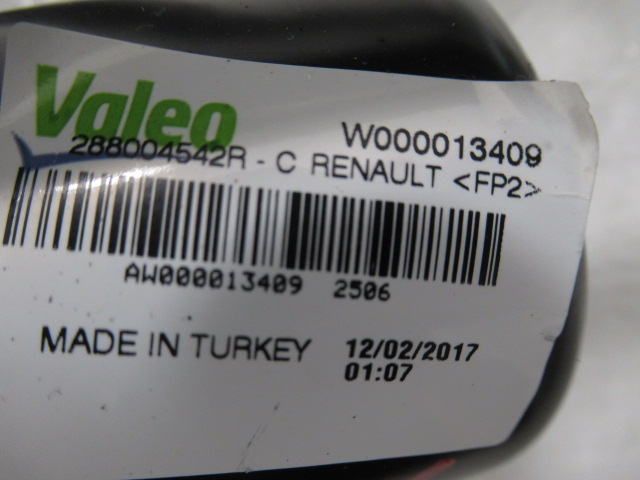 Valeo
W000013409
288004542R - C RENAULT <FP2>
AW000013409 2506
MADE IN TURKEY 12/02/2017
01:07